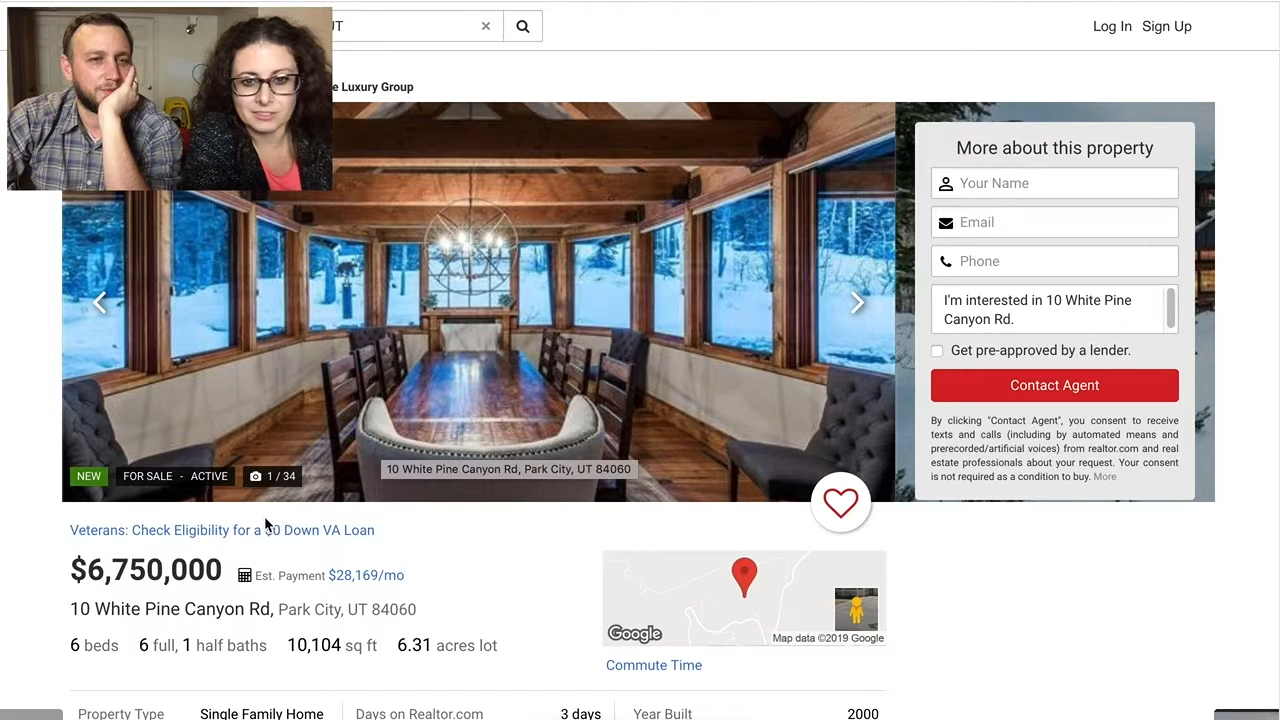 UT
Log In Sign Up
e Luxury Group
More about this property
Your Name
Email
Phone
I'm interested in 10 White Pine
Canyon Rd.
Get pre-approved by a lender.
Contact Agent
By clicking "Contact Agent", you consent to receive
texts and calls (including by automated means and
prerecorded/artificial voices) from realtor.com and real
estate professionals about your request. Your consent
is not required as a condition to buy. More
10 White Pine Canyon Rd, Park City, UT 84060
NEW FOR SALE - ACTIVE 1 / 34
Veterans: Check Eligibility for a $0 Down VA Loan
$6,750,000 Est. Payment $28,169/mo
10 White Pine Canyon Rd, Park City, UT 84060
6 beds 6 full, 1 half baths 10,104 sq ft 6.31 acres lot
Google Map data ©2019 Google
Commute Time
Property Type Single Family Home Days on Realtor.com 3 days Year Built 2000